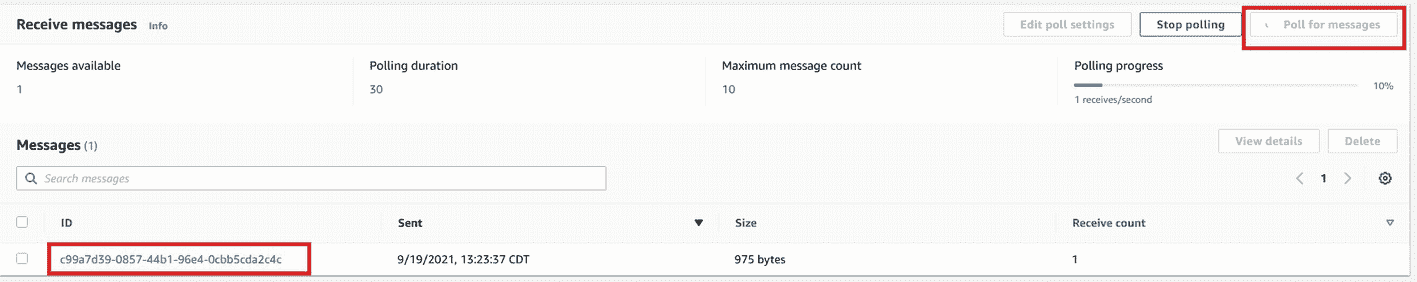 Receive messages Info Edit poll settings Stop polling Poll for messages
Messages available Polling duration Maximum message count Polling progress
1 30 10 10%
1 receives/second
Messages (1) View details Delete
Search messages 1
ID Sent Size Receive count
c99a7d39-0857-44b1-96e4-0cbb5cda2c4c 9/19/2021, 13:23:37 CDT 975 bytes 1